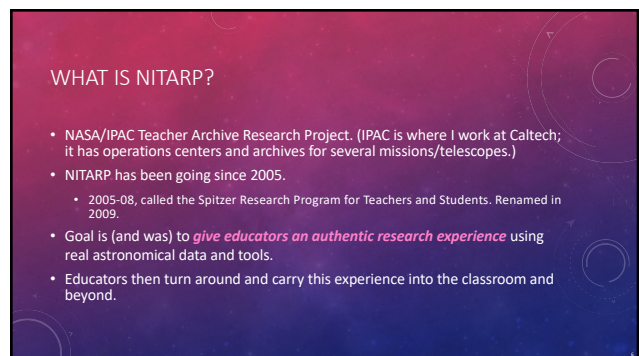 WHAT IS NITARP?
• NASA/IPAC Teacher Archive Research Project. (IPAC is where I work at Caltech;
it has operations centers and archives for several missions/telescopes.)
• NITARP has been going since 2005.
• 2005-08, called the Spitzer Research Program for Teachers and Students. Renamed in
2009.
• Goal is (and was) to give educators an authentic research experience using
real astronomical data and tools.
• Educators then turn around and carry this experience into the classroom and
beyond.